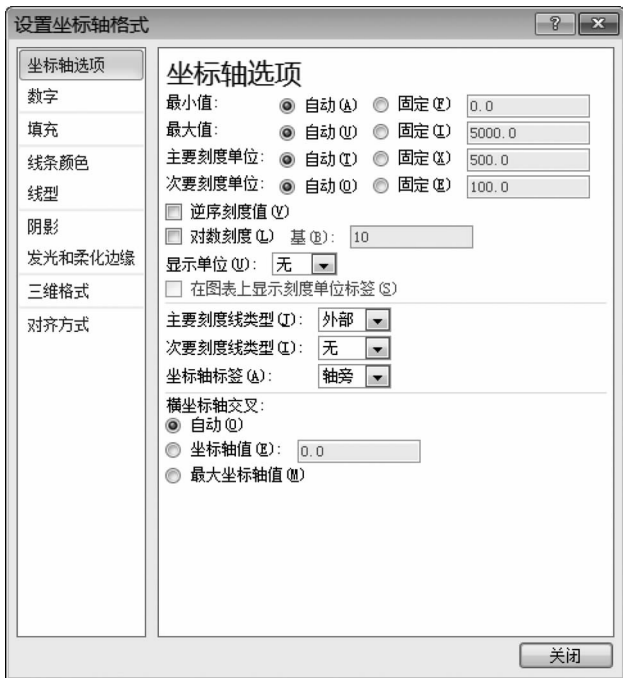 设置坐标轴格式
坐标轴选项
数字
填充
线条颜色
线型
阴影
发光和柔化边缘
三维格式
对齐方式
坐标轴选项
最小值: 自动(A) 固定(F) 0.0
最大值: 自动(U) 固定(I) 5000.0
主要刻度单位: 自动(T) 固定(X) 500.0
次要刻度单位: 自动(O) 固定(E) 100.0
逆序刻度值(V)
对数刻度(L) 基(B): 10
显示单位(U): 无
在图表上显示刻度单位标签(S)
主要刻度线类型(J): 外部
次要刻度线类型(I): 无
坐标轴标签(A): 轴旁
横坐标轴交叉:
自动(O)
坐标轴值(E): 0.0
最大坐标轴值(M)
关闭